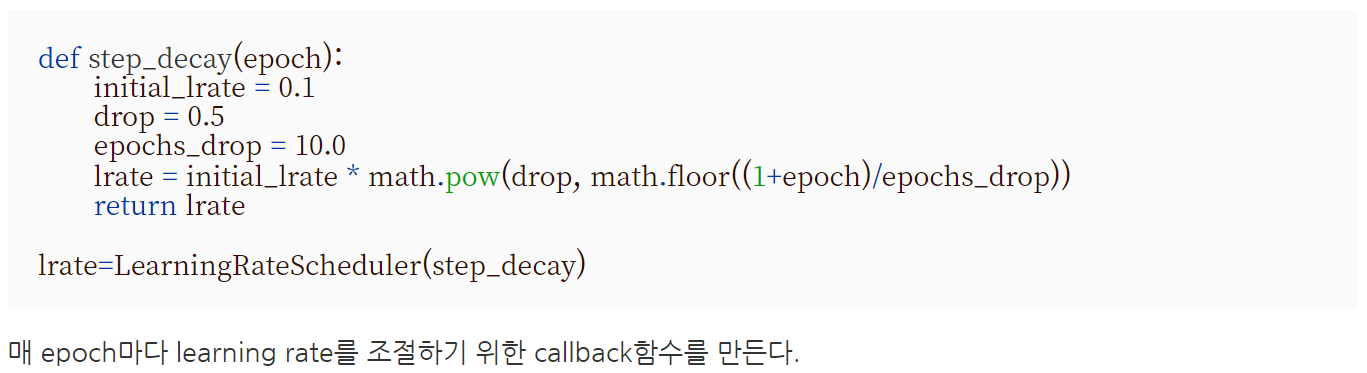 def step_decay(epoch):
initial_lrate = 0.1
drop = 0.5
epochs_drop = 10.0
lrate = initial_lrate * math.pow(drop, math.floor((1+epoch)/epochs_drop))
return lrate
lrate=LearningRateScheduler(step_decay)
매 epoch마다 learning rate를 조절하기 위한 callback함수를 만든다.